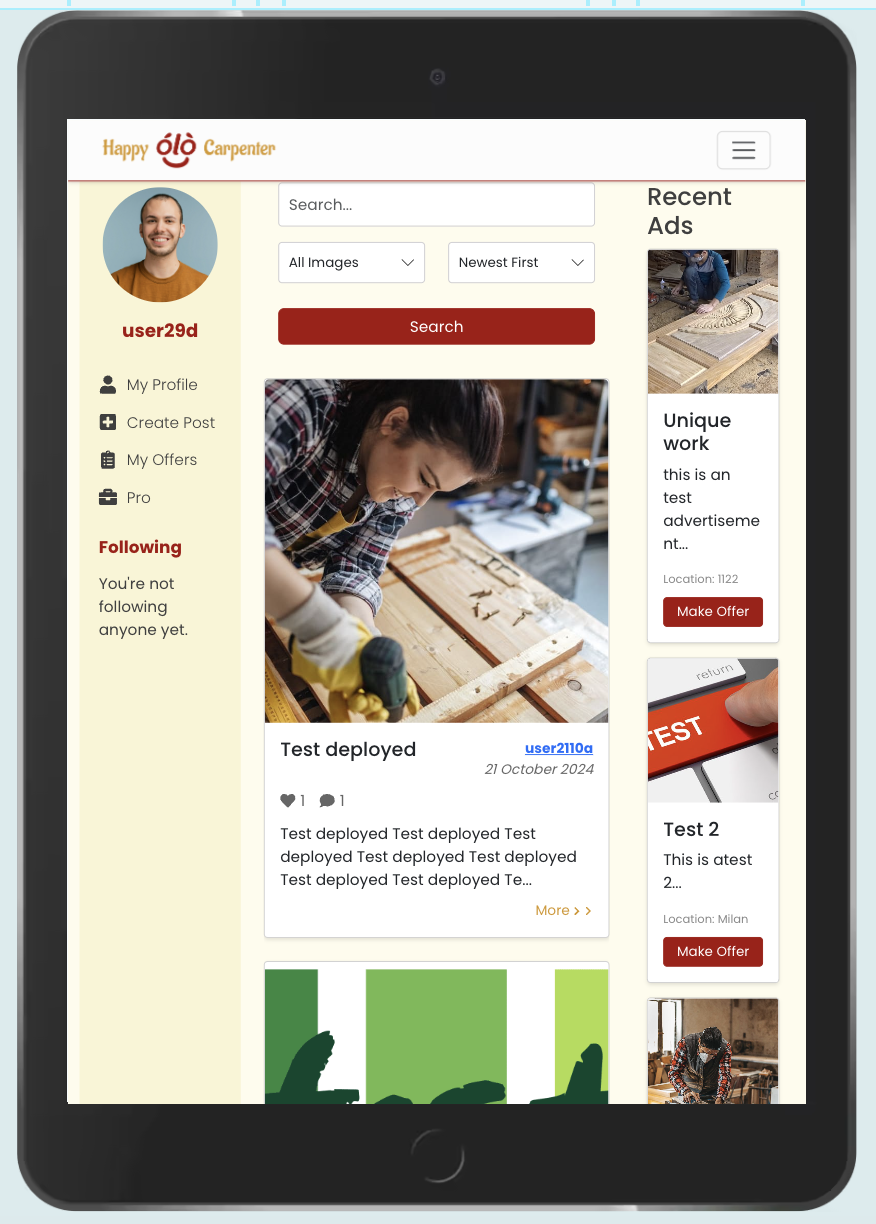 Happy olo Carpenter
user29d
My Profile
Create Post
My Offers
Pro
Following
You're not
following
anyone yet.
Search...
All Images
Newest First
Search
Test deployed
user2110a
21 October 2024
1
1
Test deployed Test deployed Test
deployed Test deployed Test deployed
Test deployed Test deployed Te...
More
Recent
Ads
Unique
work
this is an
test
advertiseme
nt...
Location: 1122
Make Offer
return
TEST
Test 2
This is atest
2...
Location: Milan
Make Offer